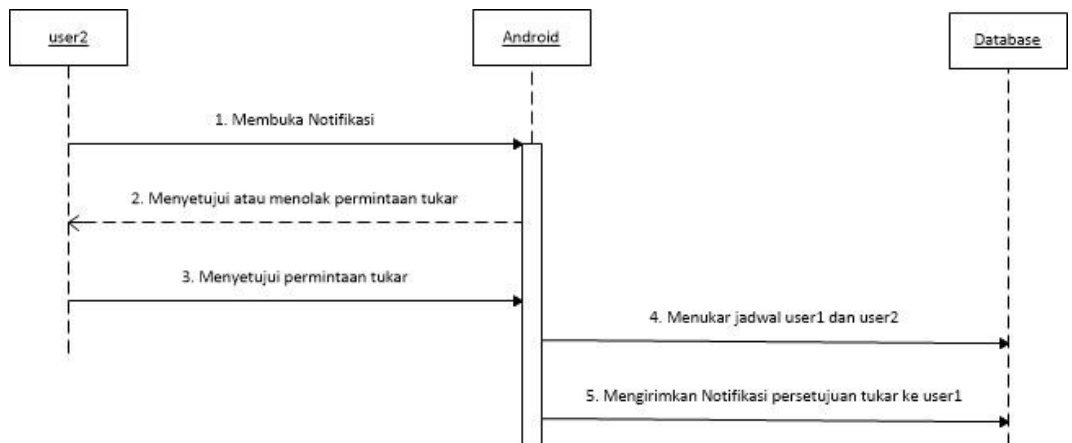 user2
Android
Database
1. Membuka Notifikasi
2. Menyetujui atau menolak permintaan tukar
3. Menyetujui permintaan tukar
4. Menukar jadwal user1 dan user2
5. Mengirimkan Notifikasi persetujuan tukar ke user1